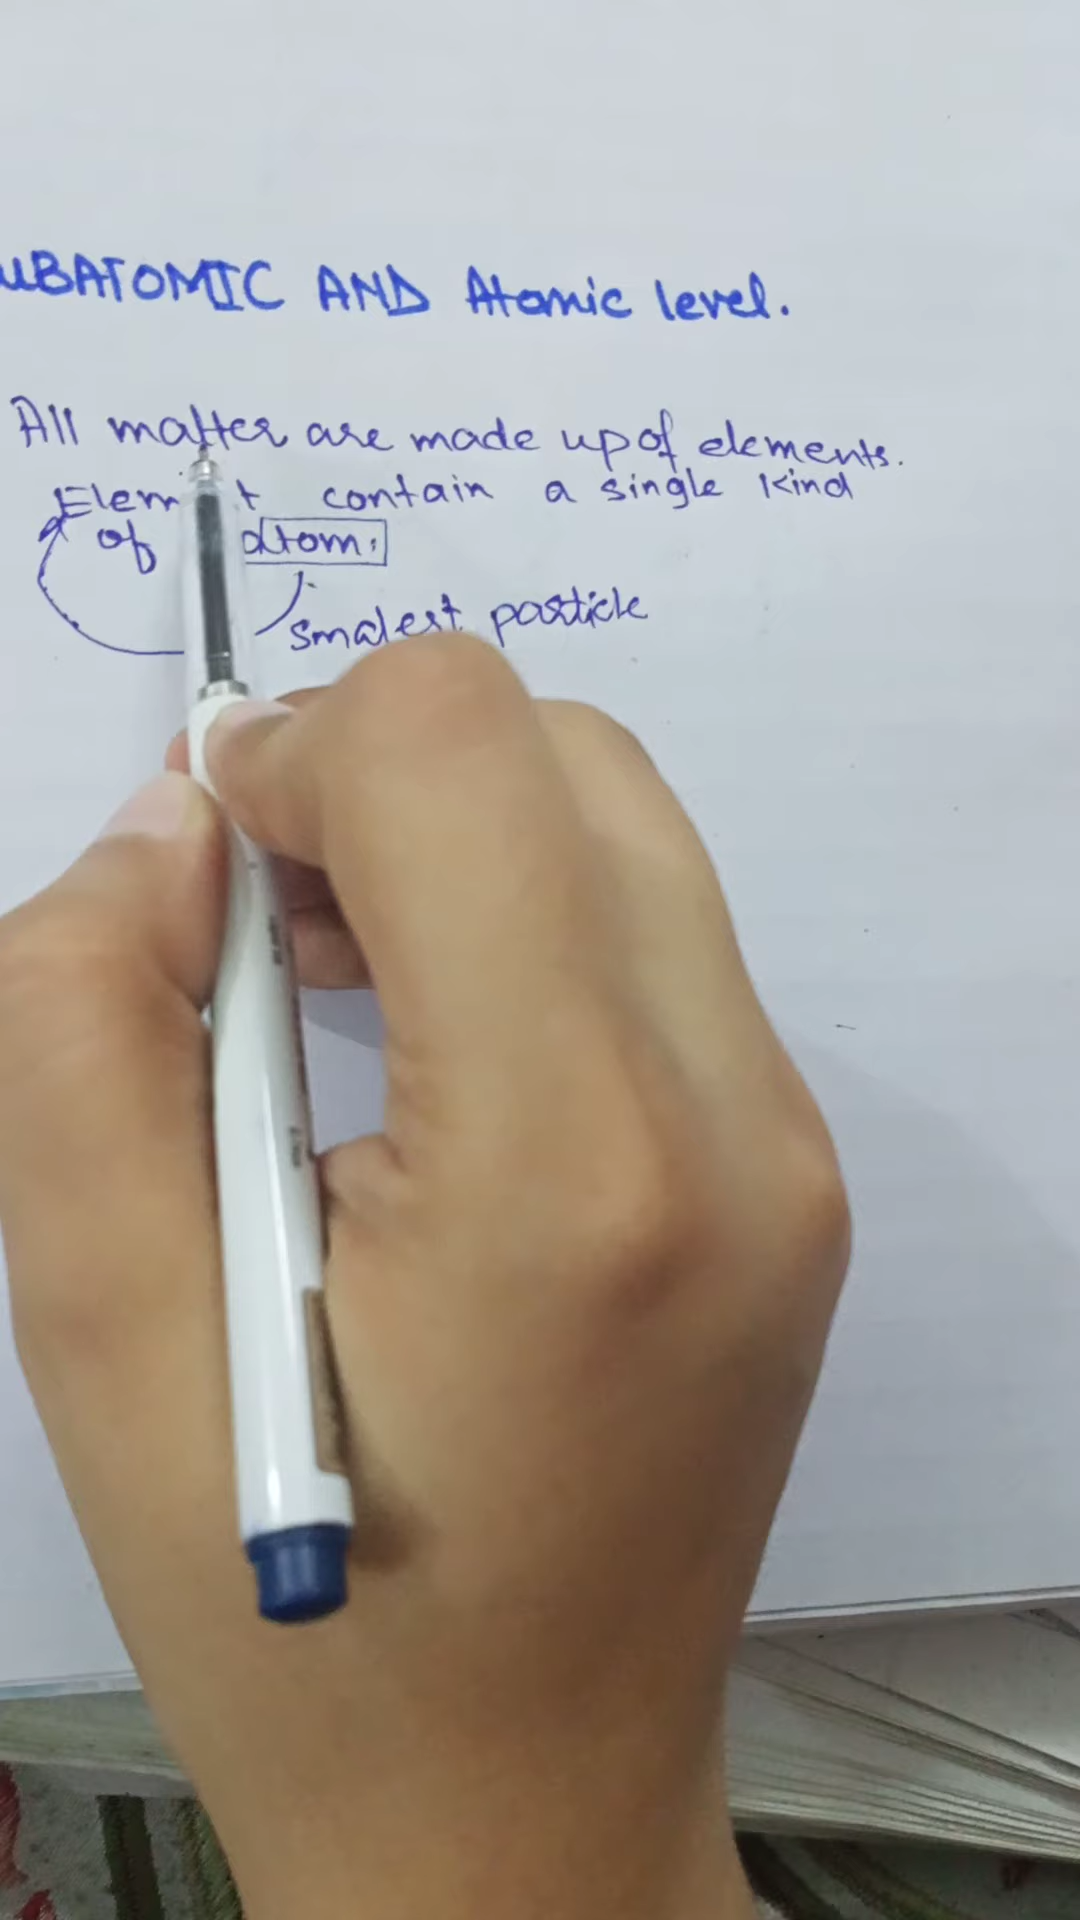 UBATOMIC AND Atomic level.
All matter are made up of elements.
contain a single Kind
of atom.
smalest particle